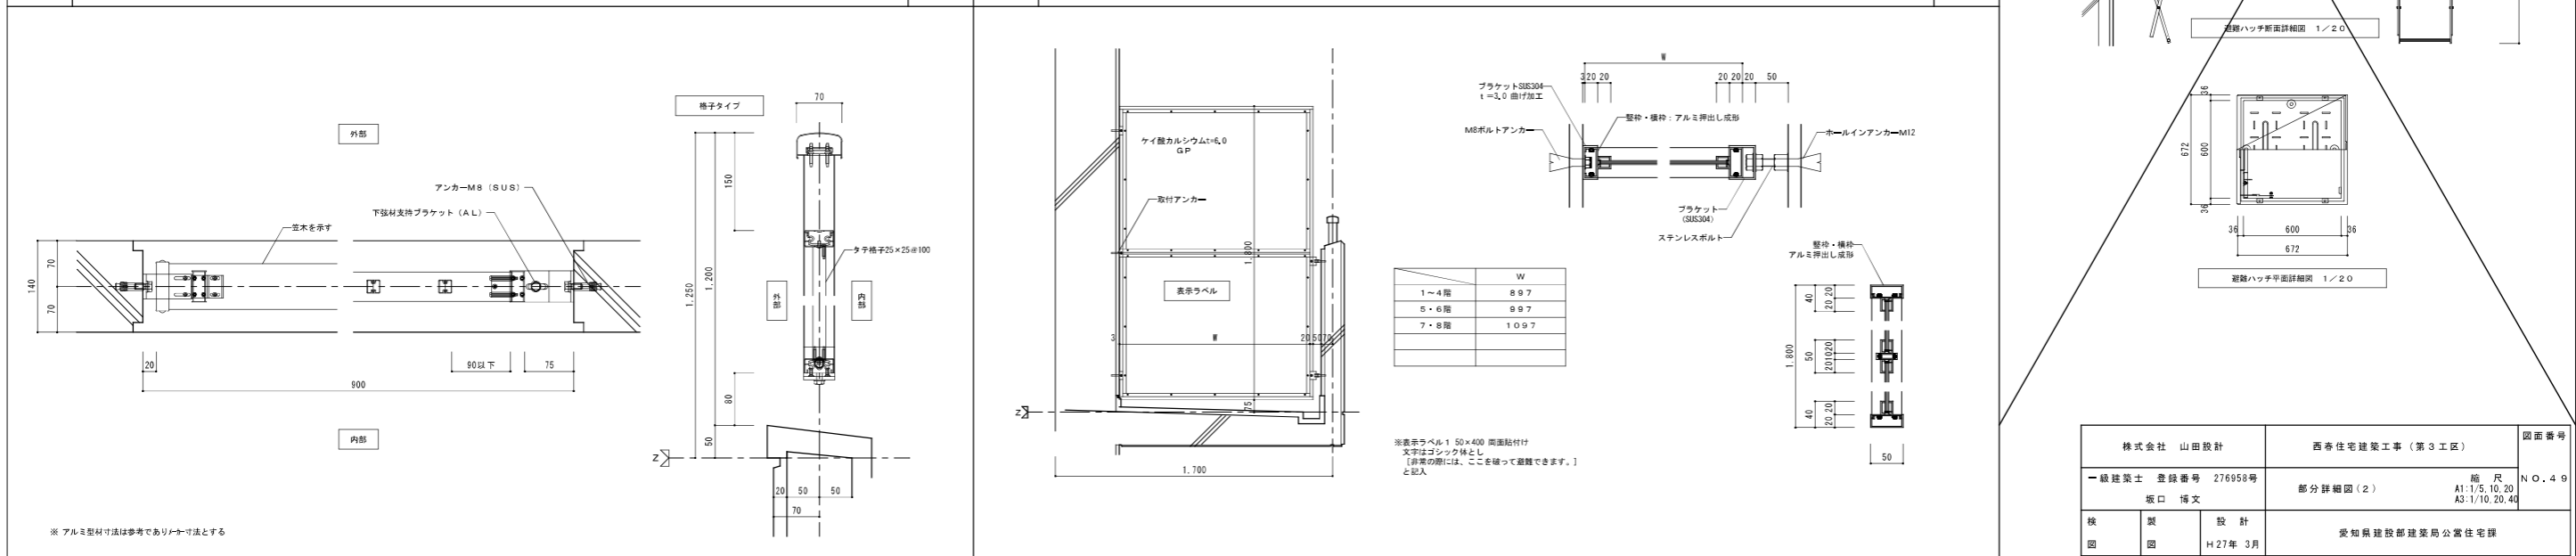 外部
アンカーM8（SUS）
下弦材支持ブラケット（AL）
笠木を示す
140
70
70
20
90以下
75
900
内部
※ アルミ型材寸法は参考でありﾒｰｶｰ寸法とする
格子タイプ
70
150
1,200
1,250
タテ格子25×25@100
外部
内部
80
50
Z
20
50
50
70
ケイ酸カルシウムt=6.0
GP
取付アンカー
1,800
表示ラベル
3
W
20
50
70
75
Z
1,700
W
3
20
20
20
20
20
50
ブラケットSUS304
t=3.0 曲げ加工
竪枠・横枠：アルミ押出し成形
M8ボルトアンカー
ホールインアンカーM12
ブラケット
(SUS304)
ステンレスボルト
W
1～4階 897
5・6階 997
7・8階 1097
※表示ラベル1 50×400 両面貼付け
文字はゴシック体とし
［非常の際には、ここを破って避難できます。］
と記入
竪枠・横枠
アルミ押出し成形
40
20
20
1,800
50
20
10
20
40
20
20
50
避難ハッチ断面詳細図 1／20
36
672
600
36
36
600
36
672
避難ハッチ平面詳細図 1／20
株式会社 山田設計
西春住宅建築工事（第3工区）
図面番号
一級建築士 登録番号 276958号
坂口 博文
部分詳細図(2)
縮 尺
A1:1/5,10,20
A3:1/10,20,40
NO.49
検図
製図
設 計
H27年 3月
愛知県建設部建築局公営住宅課